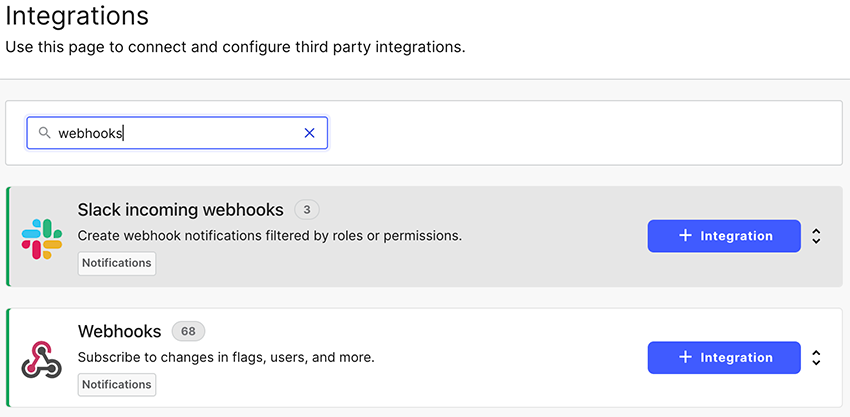 Integrations
Use this page to connect and configure third party integrations.
webhooks
Slack incoming webhooks 3
Create webhook notifications filtered by roles or permissions.
+ Integration
Notifications
Webhooks 68
Subscribe to changes in flags, users, and more.
+ Integration
Notifications